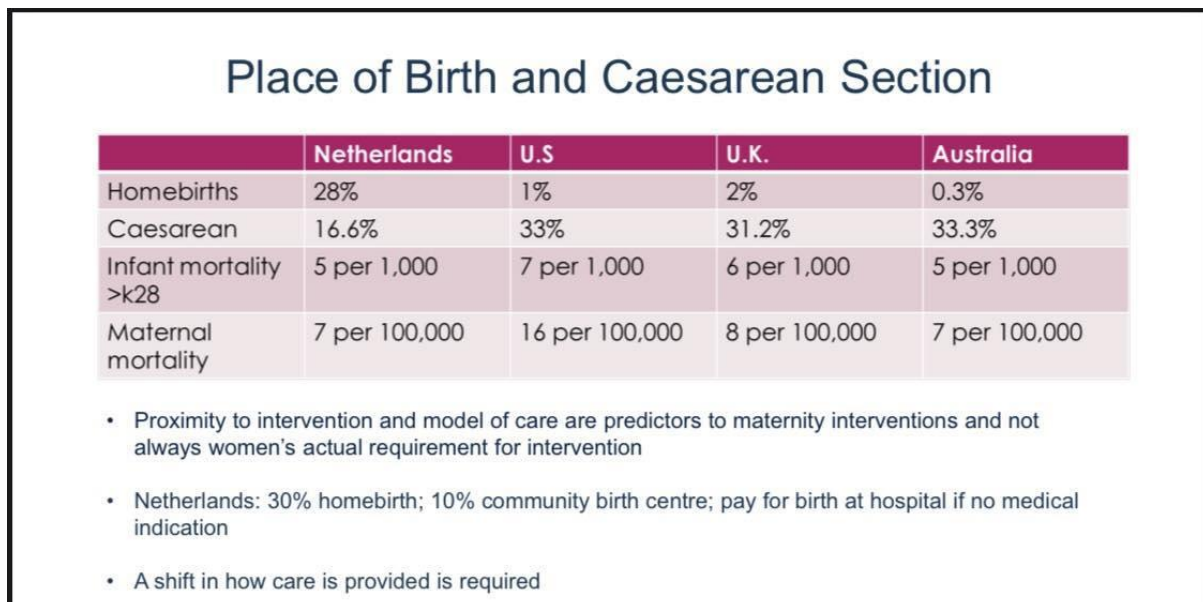 Place of Birth and Caesarean Section
Netherlands U.S U.K. Australia
Homebirths 28% 1% 2% 0.3%
Caesarean 16.6% 33% 31.2% 33.3%
Infant mortality 5 per 1,000 7 per 1,000 6 per 1,000 5 per 1,000
>k28
Maternal 7 per 100,000 16 per 100,000 8 per 100,000 7 per 100,000
mortality
• Proximity to intervention and model of care are predictors to maternity interventions and not
always women's actual requirement for intervention
• Netherlands: 30% homebirth; 10% community birth centre; pay for birth at hospital if no medical
indication
• A shift in how care is provided is required